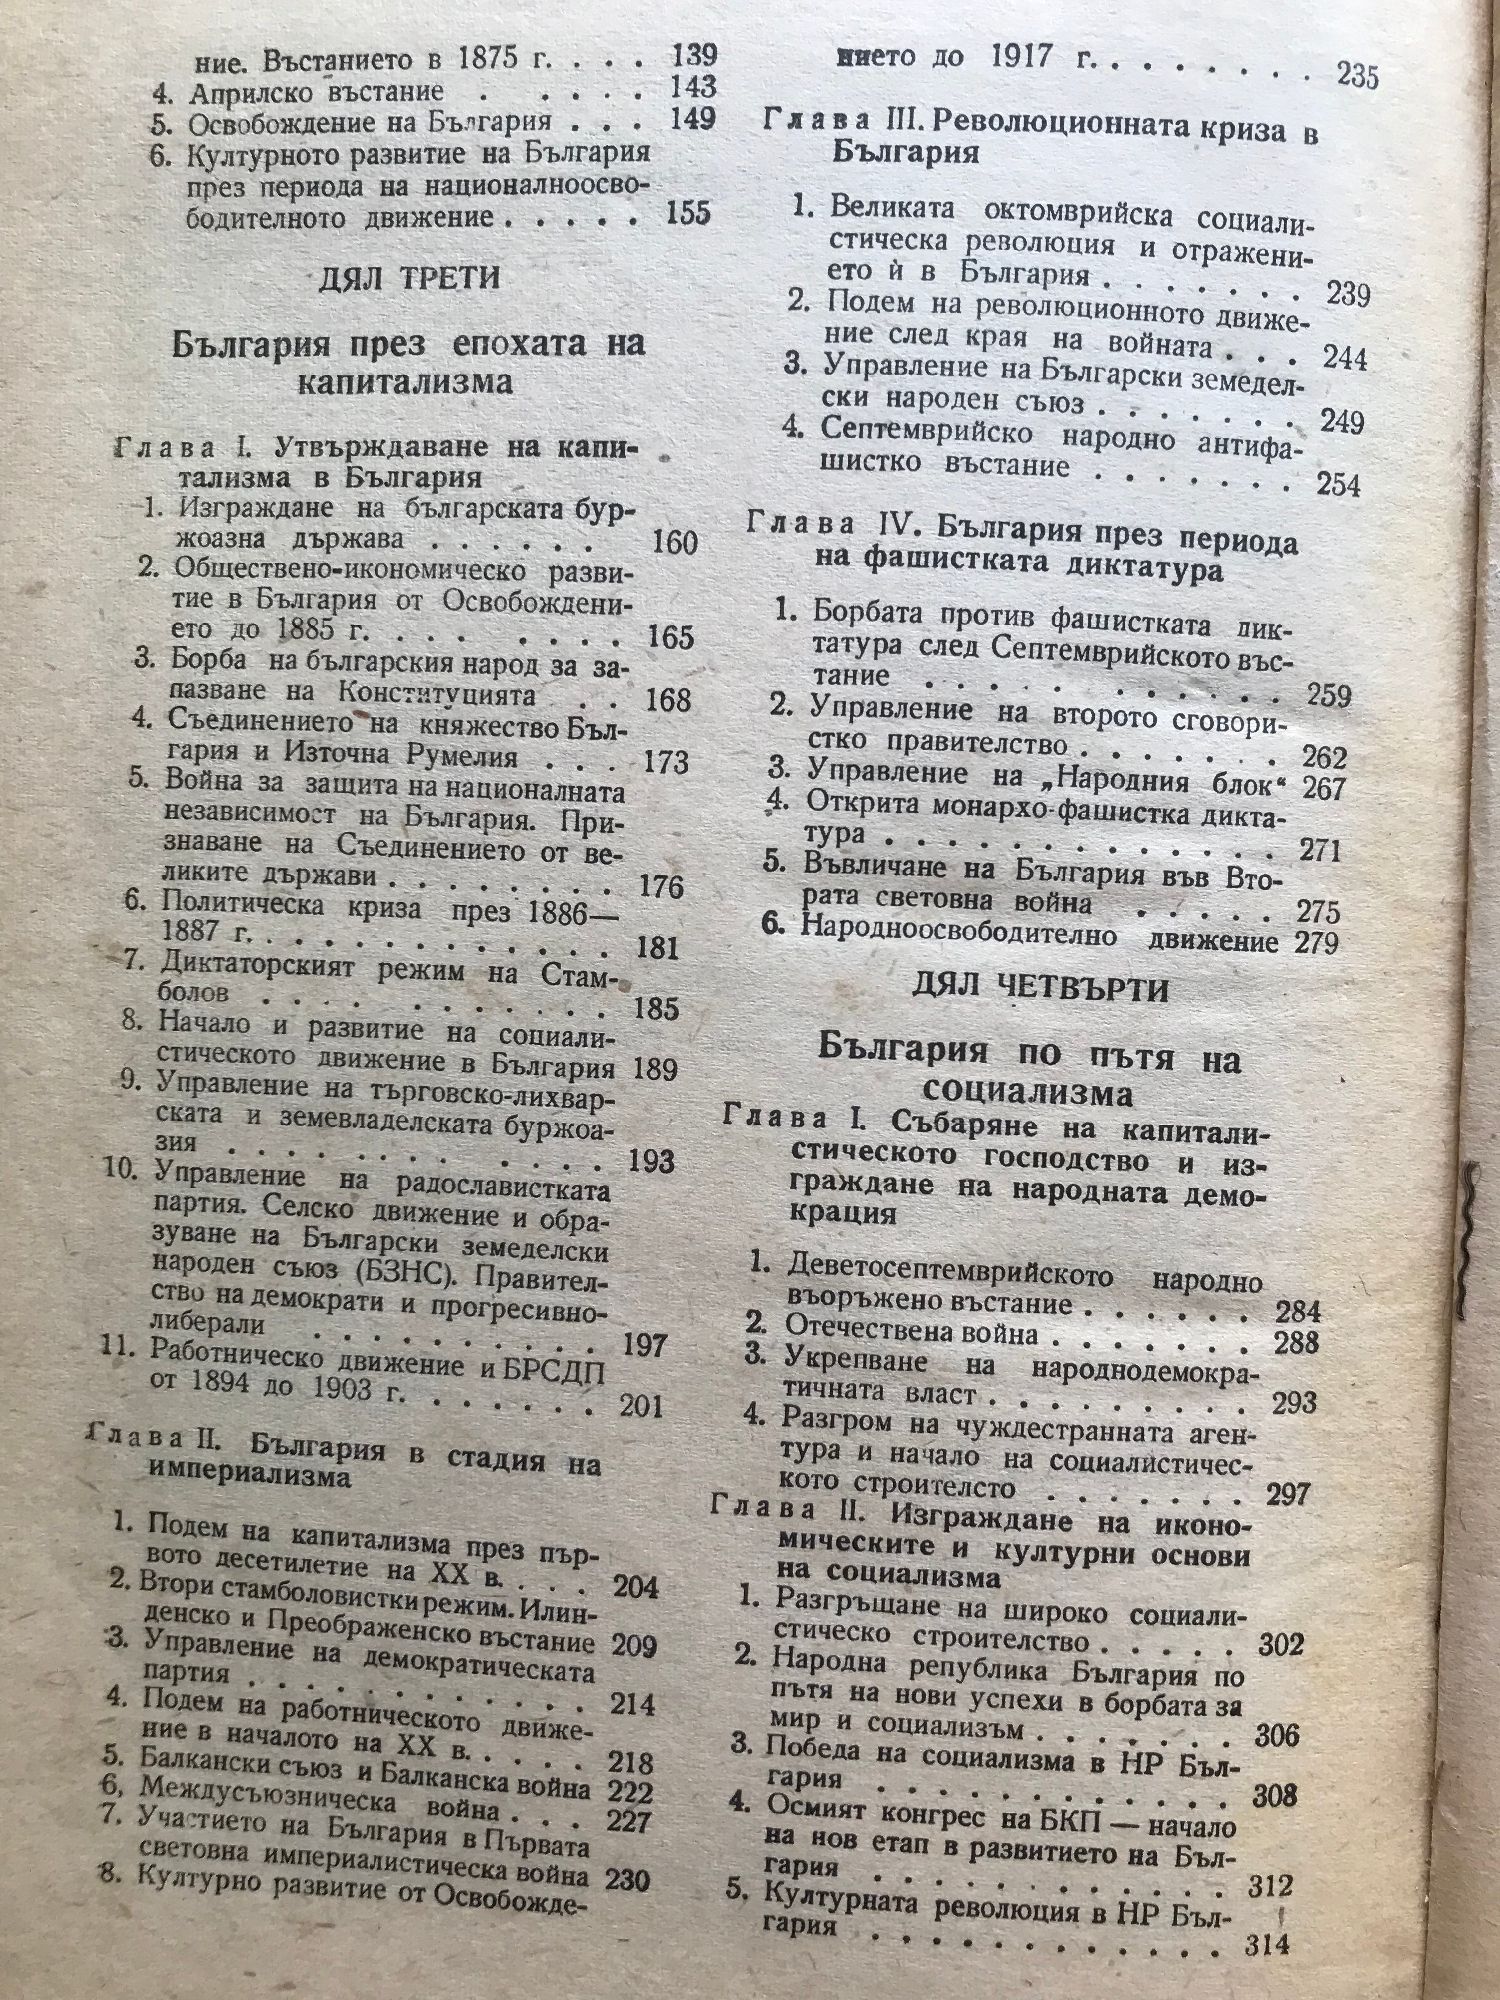 ние. Въстанието в 1875 г. . . . 139
4. Априлско въстание . . . . . 143
5. Освобождение на България . . . 149
6. Културното развитие на България
през периода на националноосво-
бодителното движение . . . . . 155
ДЯЛ ТРЕТИ
България през епохата на
капитализма
Глава I. Утвърждаване на капи-
тализма в България
1. Изграждане на българската бур-
жоазна държава . . . . . . 160
2. Обществено-икономическо разви-
тие в България от Освобождени-
ето до 1885 г. . . . . . . . 165
3. Борба на българския народ за за-
пазване на Конституцията . . 168
4. Съединението на княжество Бъл-
гария и Източна Румелия . . . 173
5. Война за защита на националната
независимост на България. При-
знаване на Съединението от ве-
ликите държави . . . . . . . . 176
6. Политическа криза през 1886—
1887 г. . . . . . . . . . . . 181
7. Диктаторският режим на Стам-
болов . . . . . . . . . . . 185
8. Начало и развитие на социали-
стическото движение в България 189
9. Управление на търговско-лихвар-
ската и земевладелската буржоа-
зия . . . . . . . . . . . . 193
10. Управление на радославистката
партия. Селско движение и обра-
зуване на Български земеделски
народен съюз (БЗНС). Правител-
ство на демократи и прогресивно-
либерали . . . . . . . . . 197
11. Работническо движение и БРСДП
от 1894 до 1903 г. . . . . . . 201
Глава II. България в стадия на
империализма
1. Подем на капитализма през пър-
вото десетилетие на XX в. . . . 204
2. Втори стамболовистки режим. Илин-
денско и Преображенско въстание 209
3. Управление на демократическата
партия . . . . . . . . . . . 214
4. Подем на работническото движе-
ние в началото на XX в. . . . . 218
5. Балкански съюз и Балканска война 222
6, Междусъюзническа война . . . 227
7. Участието на България в Първата
световна империалистическа война 230
8. Културно развитие от Освобожде-
нието до 1917 г. . . . . . . . 235
Глава III. Революционната криза в
България
1. Великата октомврийска социали-
стическа революция и отражени-
ето ѝ в България . . . . . . . 239
2. Подем на революционното движе-
ние след края на войната . . . 244
3. Управление на Български земедел-
ски народен съюз . . . . . . . 249
4. Септемврийско народно антифа-
шистко въстание . . . . . . . 254
Глава IV. България през периода
на фашистката диктатура
1. Борбата против фашистката дик-
татура след Септемврийското въс-
тание . . . . . . . . . . . 259
2. Управление на второто сговори-
стко правителство . . . . . . . 262
3. Управление на „Народния блок“ 267
4. Открита монархо-фашистка дикта-
тура . . . . . . . . . . . . . 271
5. Въвличане на България във Вто-
рата световна война . . . . . 275
6. Народноосвободително движение 279
ДЯЛ ЧЕТВЪРТИ
България по пътя на
социализма
Глава I. Събаряне на капитали-
стическото господство и из-
граждане на народната демо-
крация
1. Деветосептемврийското народно
въоръжено въстание . . . . . . 284
2. Отечествена война . . . . . . . 288
3. Укрепване на народнодемокра-
тичната власт . . . . . . . . . 293
4. Разгром на чуждестранната аген-
тура и начало на социалистичес-
кото строителсто . . . . . . . 297
Глава II. Изграждане на иконо-
мическите и културни основи
на социализма
1. Разгръщане на широко социали-
стическо строителство . . . . . 302
2. Народна република България по
пътя на нови успехи в борбата за
мир и социализъм . . . . . . . 306
3. Победа на социализма в НР Бъл-
гария . . . . . . . . . . . . 308
4. Осмият конгрес на БКП — начало
на нов етап в развитието на Бъл-
гария . . . . . . . . . . . . 312
5. Културната революция в НР Бъл-
гария . . . . . . . . . . . . 314